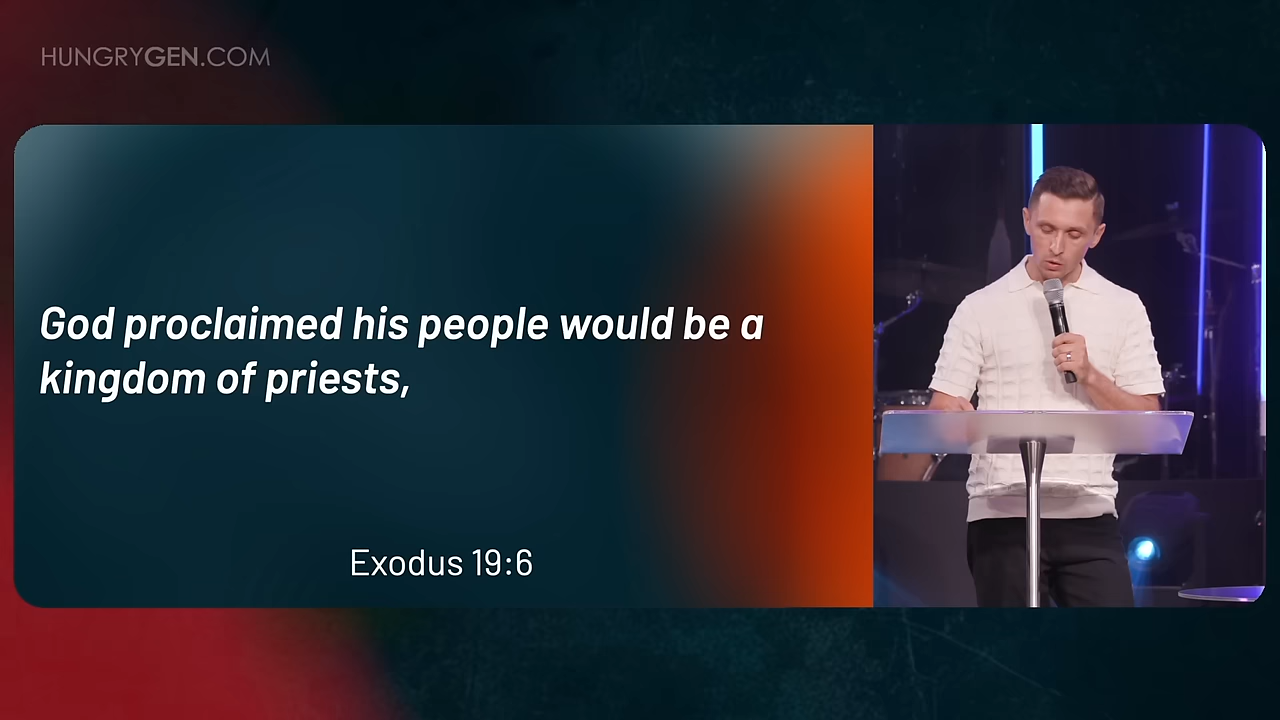 HUNGRYGEN.COM
God proclaimed his people would be a
kingdom of priests,
Exodus 19:6